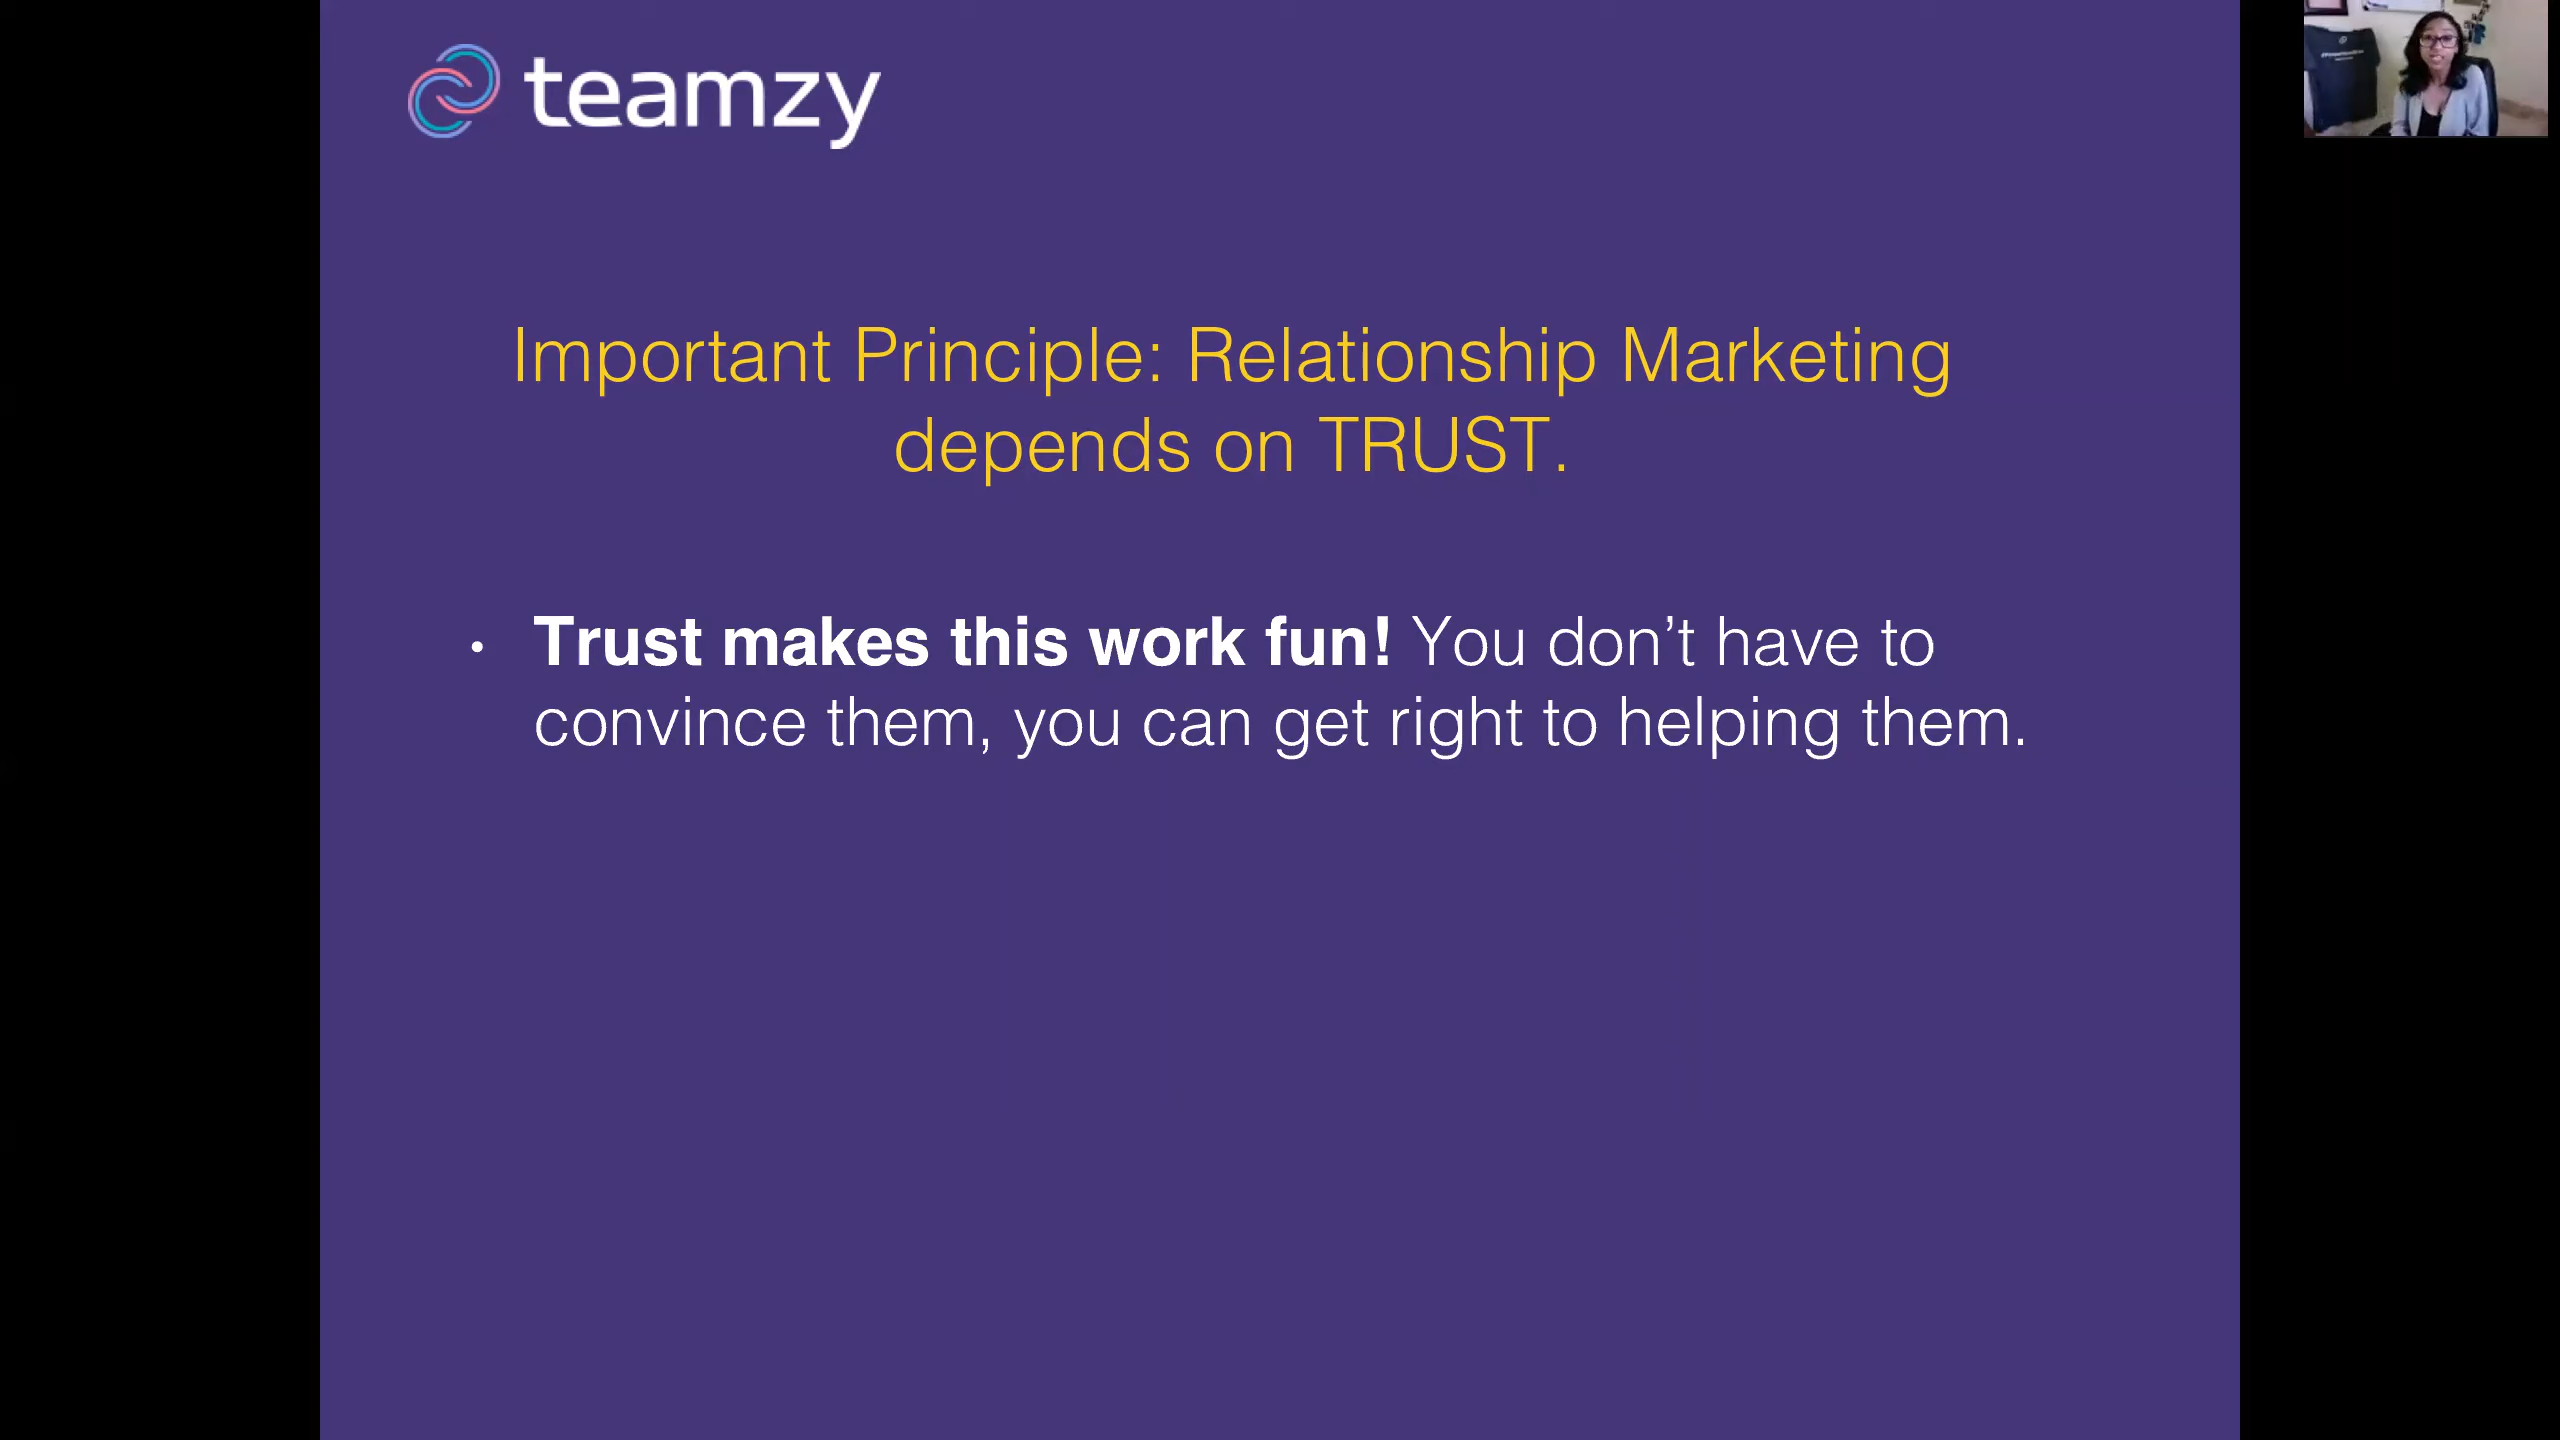 teamzy
Important Principle: Relationship Marketing
depends on TRUST.
• Trust makes this work fun! You don’t have to
convince them, you can get right to helping them.